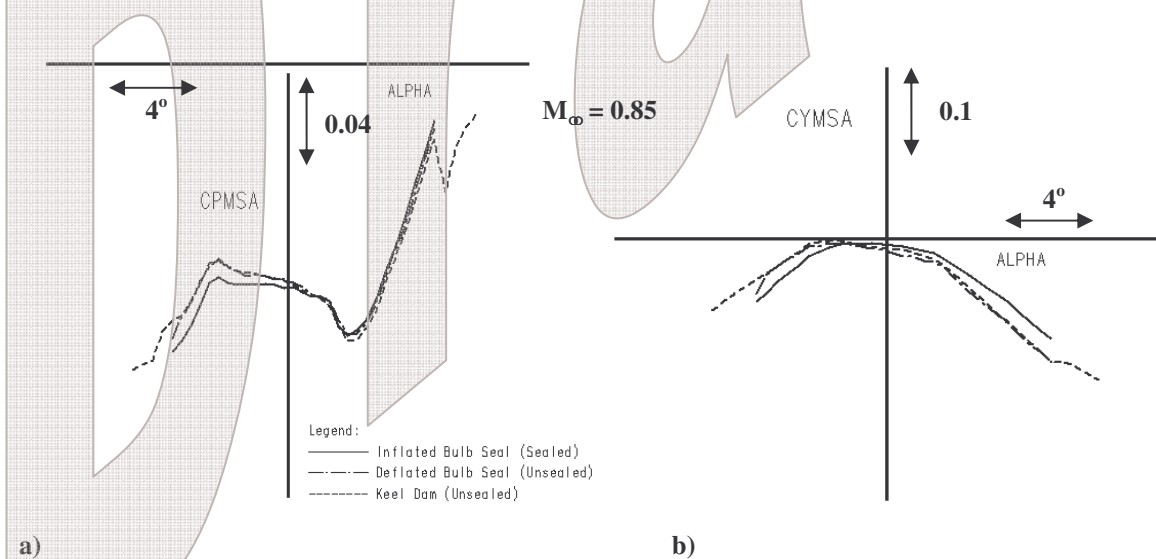 4º
0.04
ALPHA
CPMSA
M∞ = 0.85
CYMSA
0.1
4º
ALPHA
Legend:
Inflated Bulb Seal (Sealed)
Deflated Bulb Seal (Unsealed)
Keel Dam (Unsealed)
a)
b)